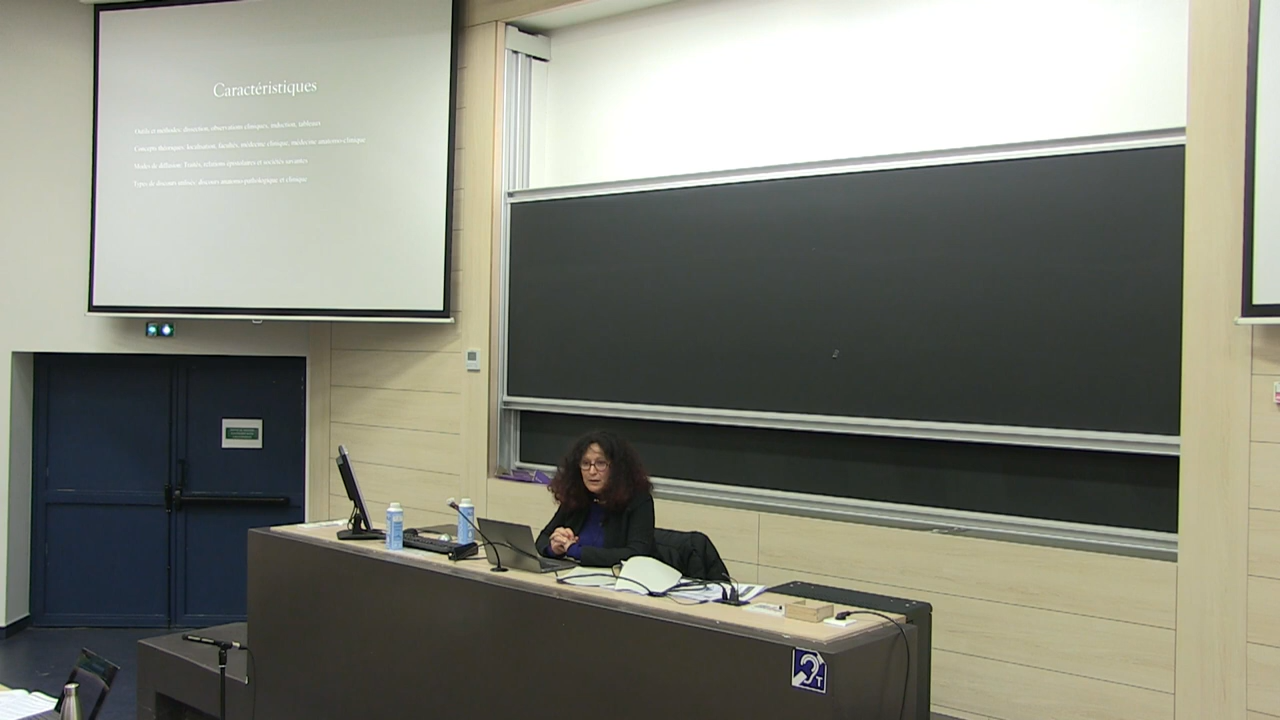 Caractéristiques
Outils et méthodes: dissection, observations cliniques, induction, tableaux
Concepts théoriques: localisation, facultés, médecine clinique, médecine anatomo-clinique
Modes de diffusion: Traités, relations épistolaires et sociétés savantes
Types de discours utilisés: discours anatomo-pathologique et clinique
T